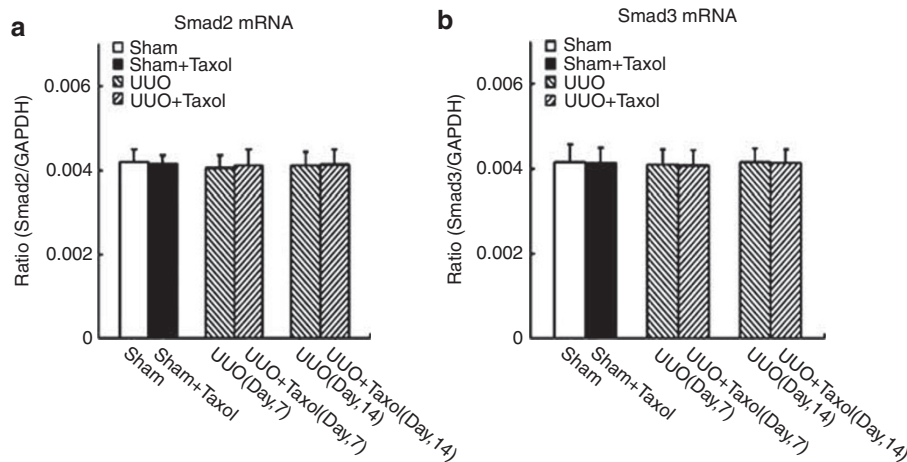 a
Smad2 mRNA
Sham
Sham+Taxol
UUO
UUO+Taxol
Ratio (Smad2/GAPDH)
0.006
0.004
0.002
0
Sham
Sham+Taxol
UUO(Day,7)
UUO+Taxol(Day,7)
UUO(Day,14)
UUO+Taxol(Day,14)
b
Smad3 mRNA
Sham
Sham+Taxol
UUO
UUO+Taxol
Ratio (Smad3/GAPDH)
0.006
0.004
0.002
0
Sham
Sham+Taxol
UUO(Day,7)
UUO+Taxol(Day,7)
UUO(Day,14)
UUO+Taxol(Day,14)